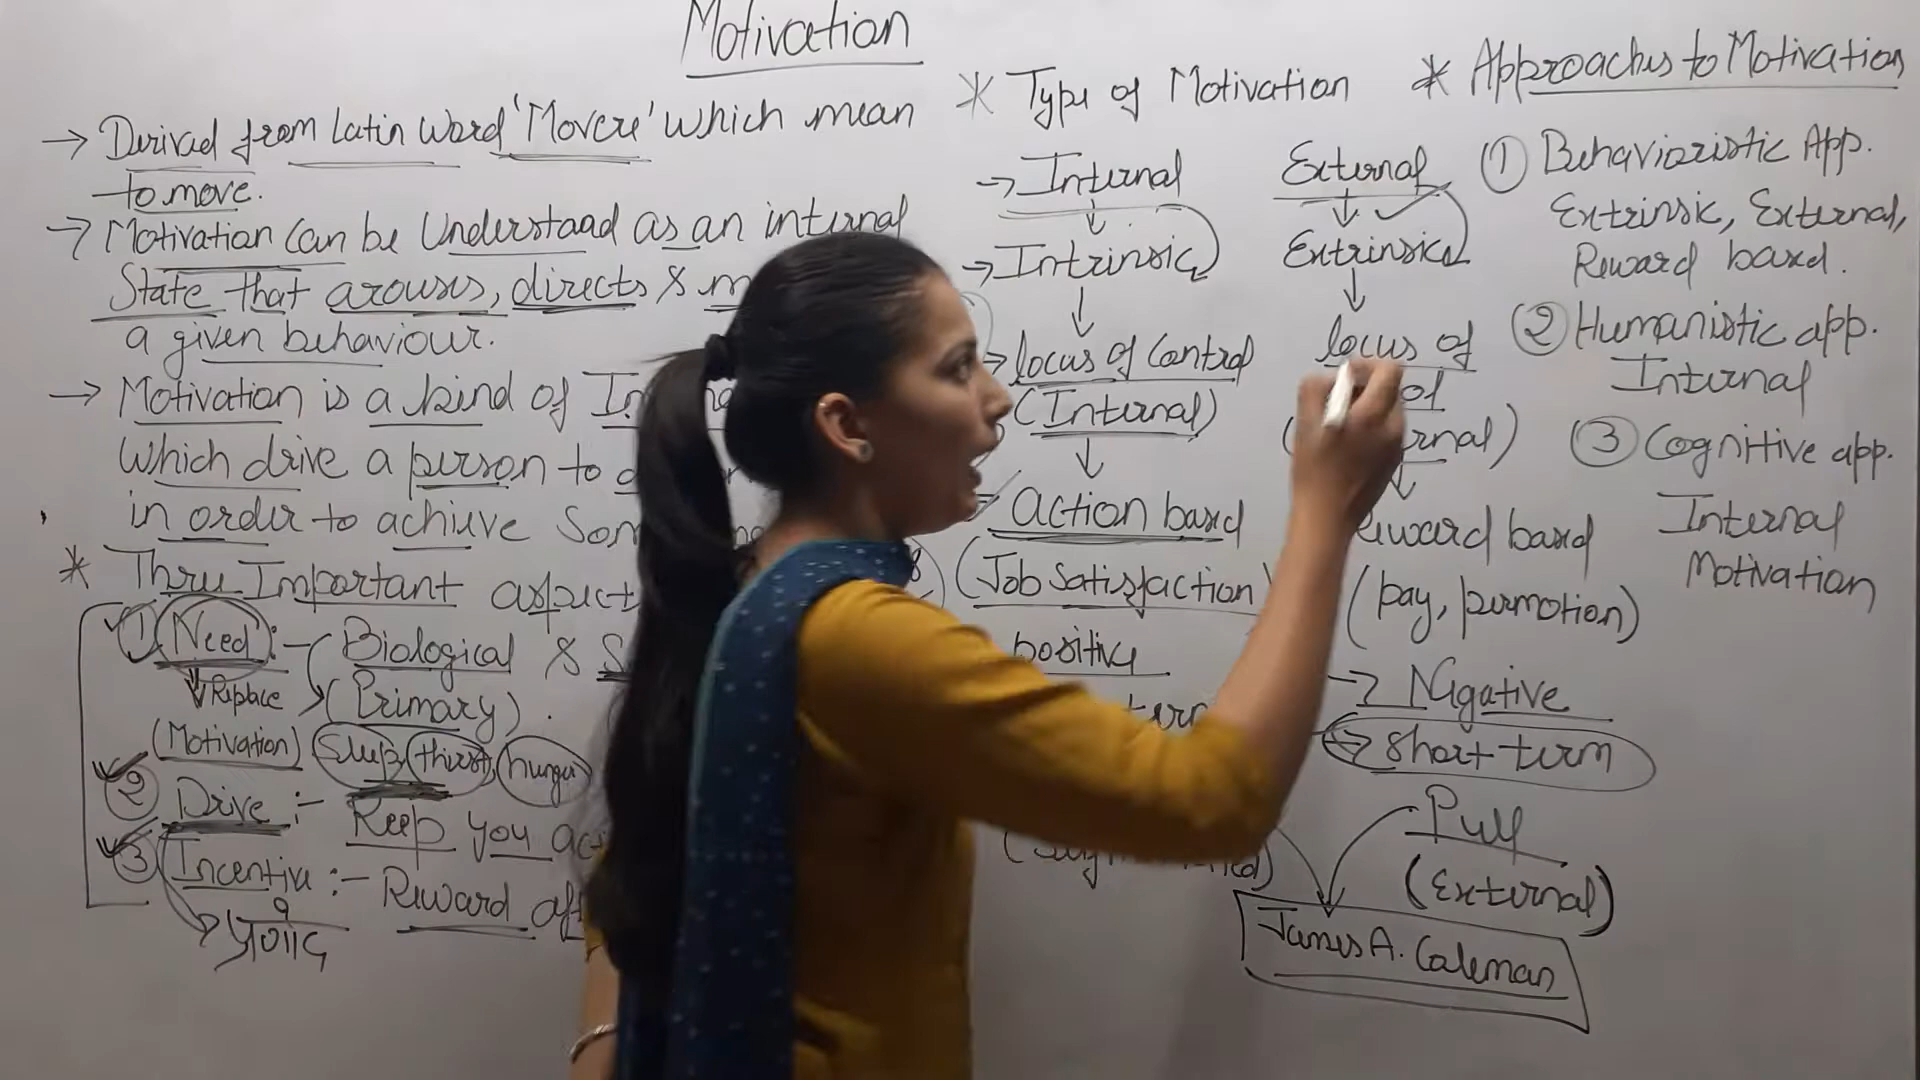 Motivation
→ Derived from Latin Word 'Movere' which mean
to move.
→ Motivation can be Understaad as an internal
State that arouses, directs &
a given behaviour.
→ Motivation is a kind of
Which drive a person to
in order to achieve
* Three Important aspect
① Need :- Biological &
↓ Replace (Primary).
(Motivation) Sleep, thirst, hunger
② Drive :- Keep you
③ Incentive :- Reward
* Type of Motivation
→ Internal
↓
→ Intrinsic
↓
→ locus of Control
(Internal)
↓
action based
(Job satisfaction
positive
External
↓ ✓
Extrinsic
↓
locus of
↓
Reward based
(pay, permotion)
→ Nigative
→ Short term
Pull
(External)
James A. Coleman
* Approaches to Motivation
① Behavioristic App.
Extrinsic, External,
Reward based.
② Humanistic app.
Internal
③ Cognitive app.
Internal
Motivation